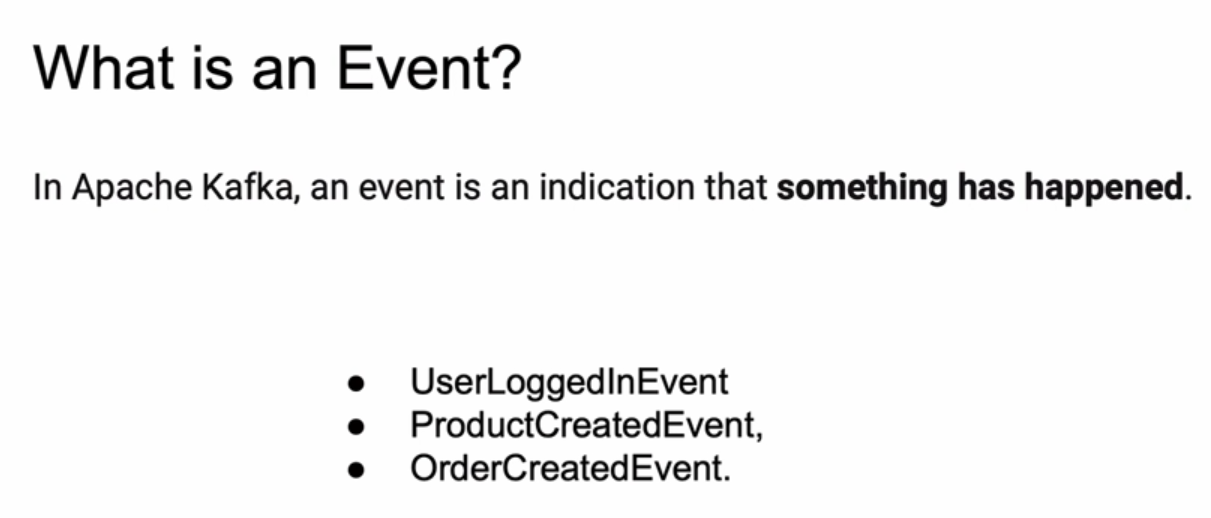 What is an Event?
In Apache Kafka, an event is an indication that something has happened.
● UserLoggedInEvent
● ProductCreatedEvent,
● OrderCreatedEvent.